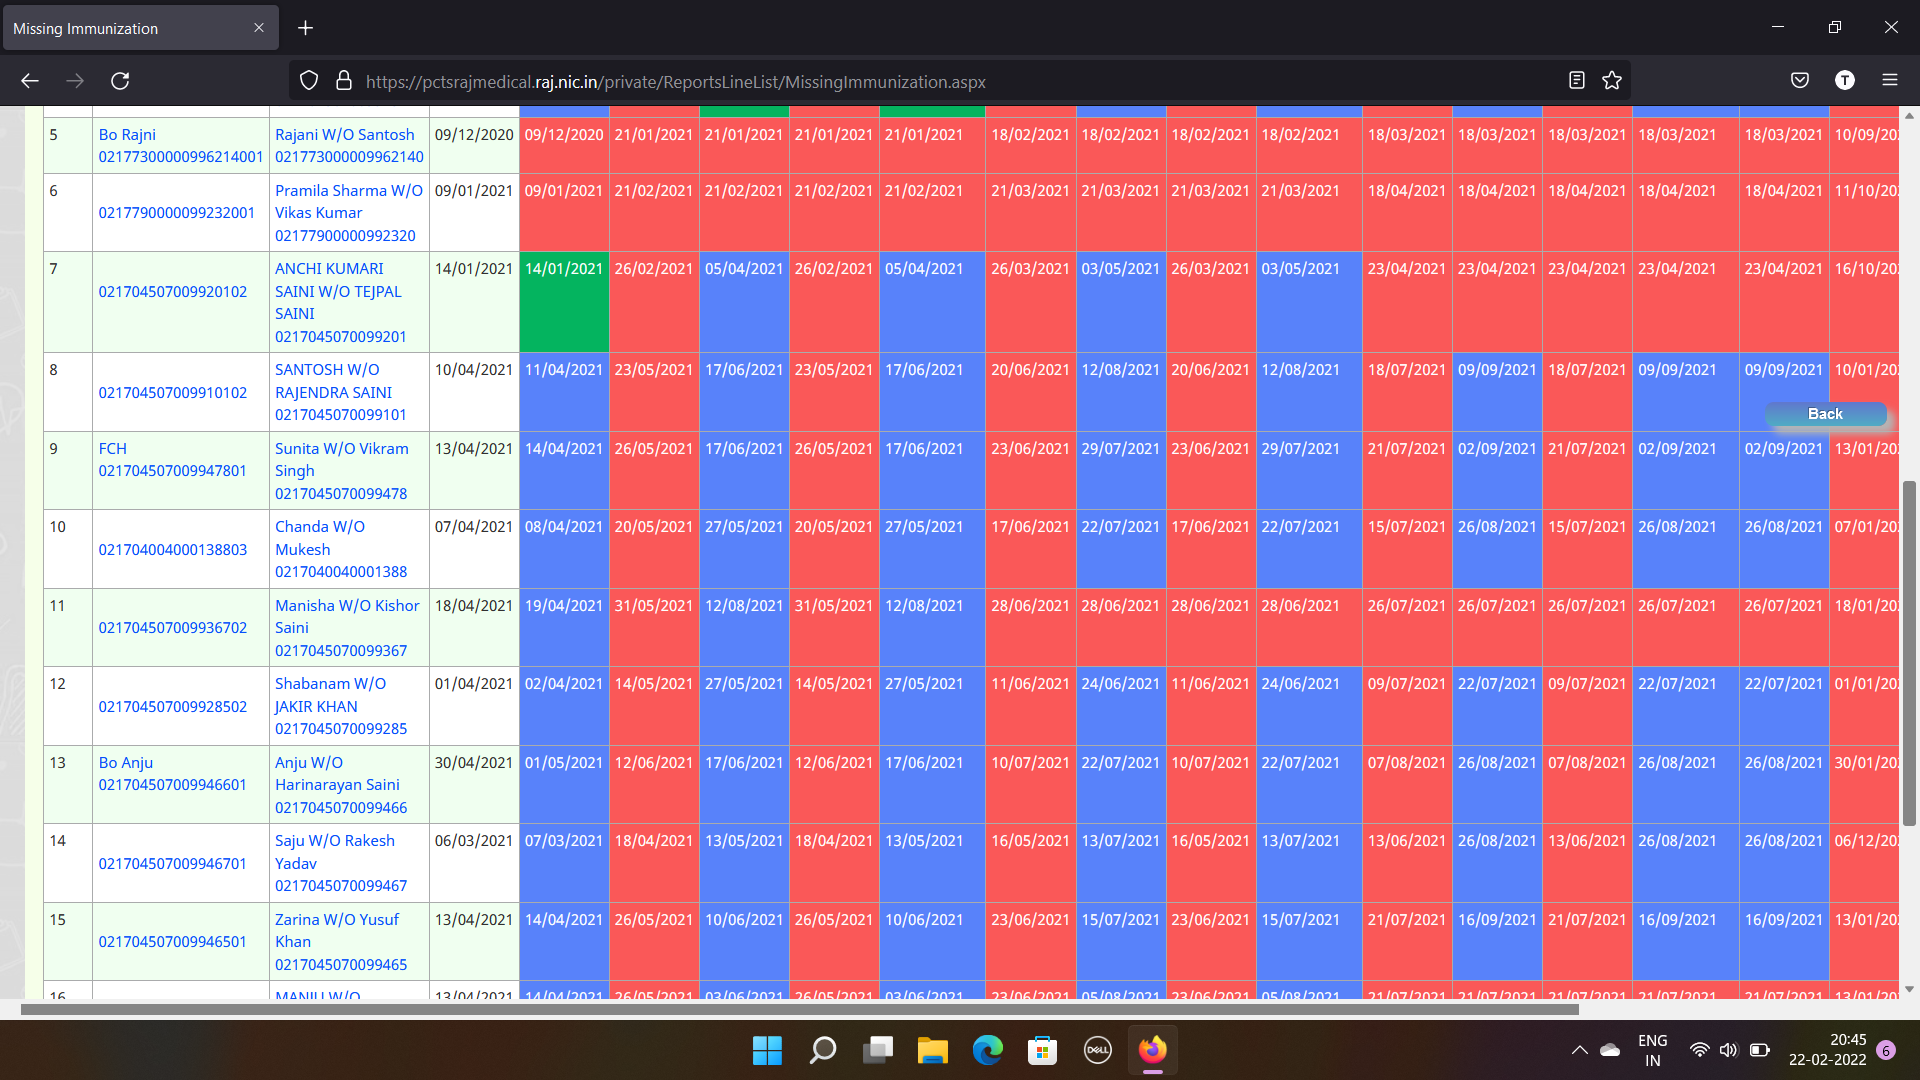 Missing Immunization
https://pctsrajmedical.raj.nic.in/private/ReportsLineList/MissingImmunization.aspx
T
5 Bo Rajni Rajani W/O Santosh 09/12/2020 09/12/2020 21/01/2021 21/01/2021 21/01/2021 21/01/2021 18/02/2021 18/02/2021 18/02/2021 18/02/2021 18/03/2021 18/03/2021 18/03/2021 18/03/2021 18/03/2021 10/09/202
02177300000996214001 021773000009962140
6 Pramila Sharma W/O 09/01/2021 09/01/2021 21/02/2021 21/02/2021 21/02/2021 21/02/2021 21/03/2021 21/03/2021 21/03/2021 21/03/2021 18/04/2021 18/04/2021 18/04/2021 18/04/2021 18/04/2021 11/10/202
0217790000099232001 Vikas Kumar
02177900000992320
7 ANCHI KUMARI 14/01/2021 14/01/2021 26/02/2021 05/04/2021 26/02/2021 05/04/2021 26/03/2021 03/05/2021 26/03/2021 03/05/2021 23/04/2021 23/04/2021 23/04/2021 23/04/2021 23/04/2021 16/10/202
021704507009920102 SAINI W/O TEJPAL
SAINI
0217045070099201
8 SANTOSH W/O 10/04/2021 11/04/2021 23/05/2021 17/06/2021 23/05/2021 17/06/2021 20/06/2021 12/08/2021 20/06/2021 12/08/2021 18/07/2021 09/09/2021 18/07/2021 09/09/2021 09/09/2021 10/01/202
021704507009910102 RAJENDRA SAINI
0217045070099101
Back
9 FCH Sunita W/O Vikram 13/04/2021 14/04/2021 26/05/2021 17/06/2021 26/05/2021 17/06/2021 23/06/2021 29/07/2021 23/06/2021 29/07/2021 21/07/2021 02/09/2021 21/07/2021 02/09/2021 02/09/2021 13/01/202
021704507009947801 Singh
0217045070099478
10 Chanda W/O 07/04/2021 08/04/2021 20/05/2021 27/05/2021 20/05/2021 27/05/2021 17/06/2021 22/07/2021 17/06/2021 22/07/2021 15/07/2021 26/08/2021 15/07/2021 26/08/2021 26/08/2021 07/01/202
021704004000138803 Mukesh
0217040040001388
11 Manisha W/O Kishor 18/04/2021 19/04/2021 31/05/2021 12/08/2021 31/05/2021 12/08/2021 28/06/2021 28/06/2021 28/06/2021 28/06/2021 26/07/2021 26/07/2021 26/07/2021 26/07/2021 26/07/2021 18/01/202
021704507009936702 Saini
0217045070099367
12 Shabanam W/O 01/04/2021 02/04/2021 14/05/2021 27/05/2021 14/05/2021 27/05/2021 11/06/2021 24/06/2021 11/06/2021 24/06/2021 09/07/2021 22/07/2021 09/07/2021 22/07/2021 22/07/2021 01/01/202
021704507009928502 JAKIR KHAN
0217045070099285
13 Bo Anju Anju W/O 30/04/2021 01/05/2021 12/06/2021 17/06/2021 12/06/2021 17/06/2021 10/07/2021 22/07/2021 10/07/2021 22/07/2021 07/08/2021 26/08/2021 07/08/2021 26/08/2021 26/08/2021 30/01/202
021704507009946601 Harinarayan Saini
0217045070099466
14 Saju W/O Rakesh 06/03/2021 07/03/2021 18/04/2021 13/05/2021 18/04/2021 13/05/2021 16/05/2021 13/07/2021 16/05/2021 13/07/2021 13/06/2021 26/08/2021 13/06/2021 26/08/2021 26/08/2021 06/12/202
021704507009946701 Yadav
0217045070099467
15 Zarina W/O Yusuf 13/04/2021 14/04/2021 26/05/2021 10/06/2021 26/05/2021 10/06/2021 23/06/2021 15/07/2021 23/06/2021 15/07/2021 21/07/2021 16/09/2021 21/07/2021 16/09/2021 16/09/2021 13/01/202
021704507009946501 Khan
0217045070099465
16 MANJU W/O 13/04/2021 14/04/2021 26/05/2021 03/06/2021 26/05/2021 03/06/2021 23/06/2021 05/08/2021 23/06/2021 05/08/2021 21/07/2021 21/07/2021 21/07/2021 21/07/2021 21/07/2021 13/01/202
DELL
ENG
IN
20:45
22-02-2022
6